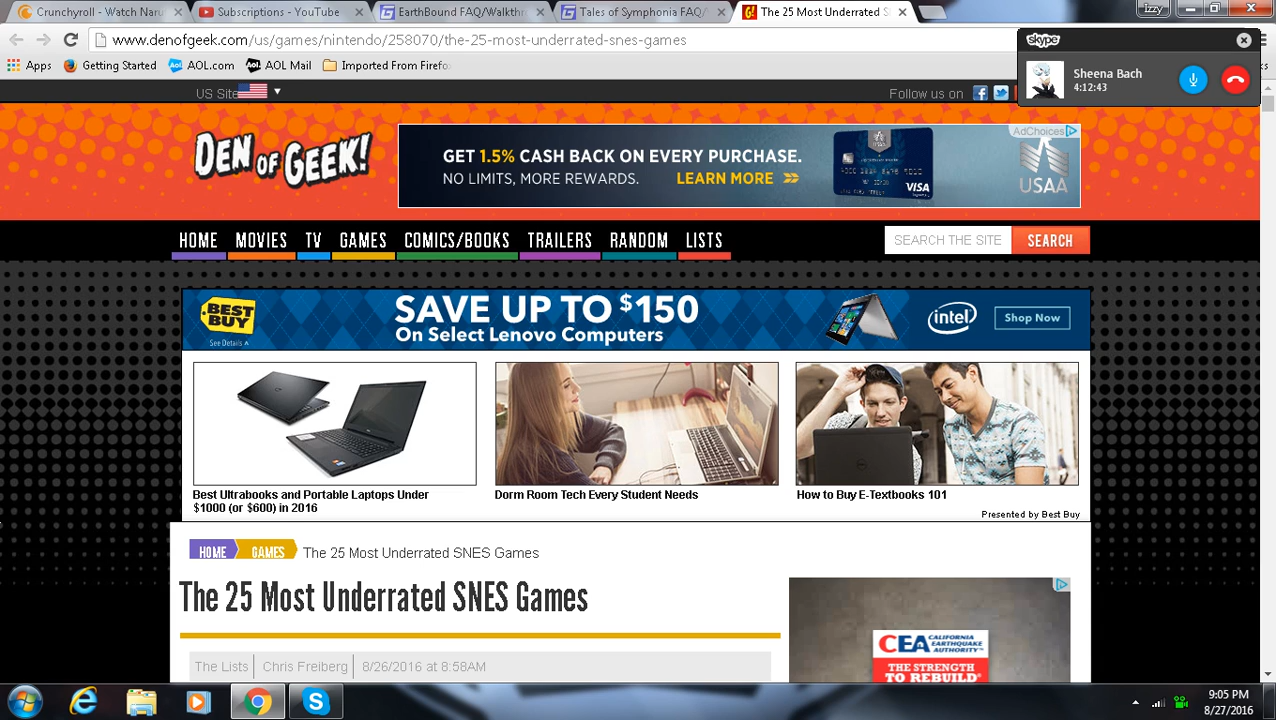 Crunchyroll - Watch Naru
Subscriptions - YouTube
EarthBound FAQ/Walkthr
Tales of Symphonia FAQ/
The 25 Most Underrated S
Izzy
www.denofgeek.com/us/games/nintendo/258070/the-25-most-underrated-snes-games
Apps
Getting Started
AOL.com
AOL Mail
Imported From Firefo
skype
Sheena Bach
4:12:43
US Site
Follow us on
DEN OF GEEK!
GET 1.5% CASH BACK ON EVERY PURCHASE.
NO LIMITS, MORE REWARDS. LEARN MORE
VISA
AdChoices
USAA
HOME MOVIES TV GAMES COMICS/BOOKS TRAILERS RANDOM LISTS
SEARCH THE SITE
SEARCH
BEST BUY
See Details ^
SAVE UP TO $150
On Select Lenovo Computers
intel
Shop Now
Best Ultrabooks and Portable Laptops Under
$1000 (or $600) in 2016
Dorm Room Tech Every Student Needs
How to Buy E-Textbooks 101
Presented by Best Buy
HOME GAMES The 25 Most Underrated SNES Games
The 25 Most Underrated SNES Games
The Lists Chris Freiberg 8/26/2016 at 8:58AM
CEA CALIFORNIA
EARTHQUAKE
AUTHORITY
THE STRENGTH
TO REBUILD
9:05 PM
8/27/2016